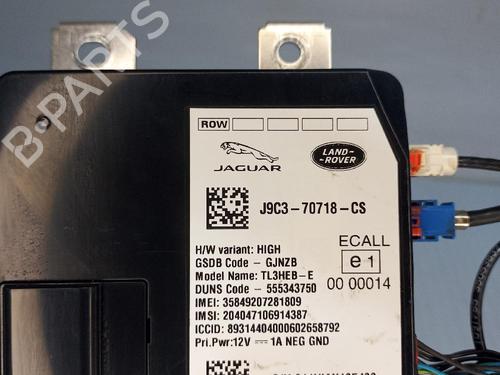 B-PARTS
ROW
JAGUAR
LAND-
ROVER
J9C3-70718-CS
H/W variant: HIGH
GSDB Code - GJNZB
Model Name: TL3HEB-E
DUNS Code - 555343750
IMEI: 35849207281809
IMSI: 204047106914387
ICCID: 89314404000602658792
Pri.Pwr:12V 1A NEG GND
ECALL
e1
00 00014